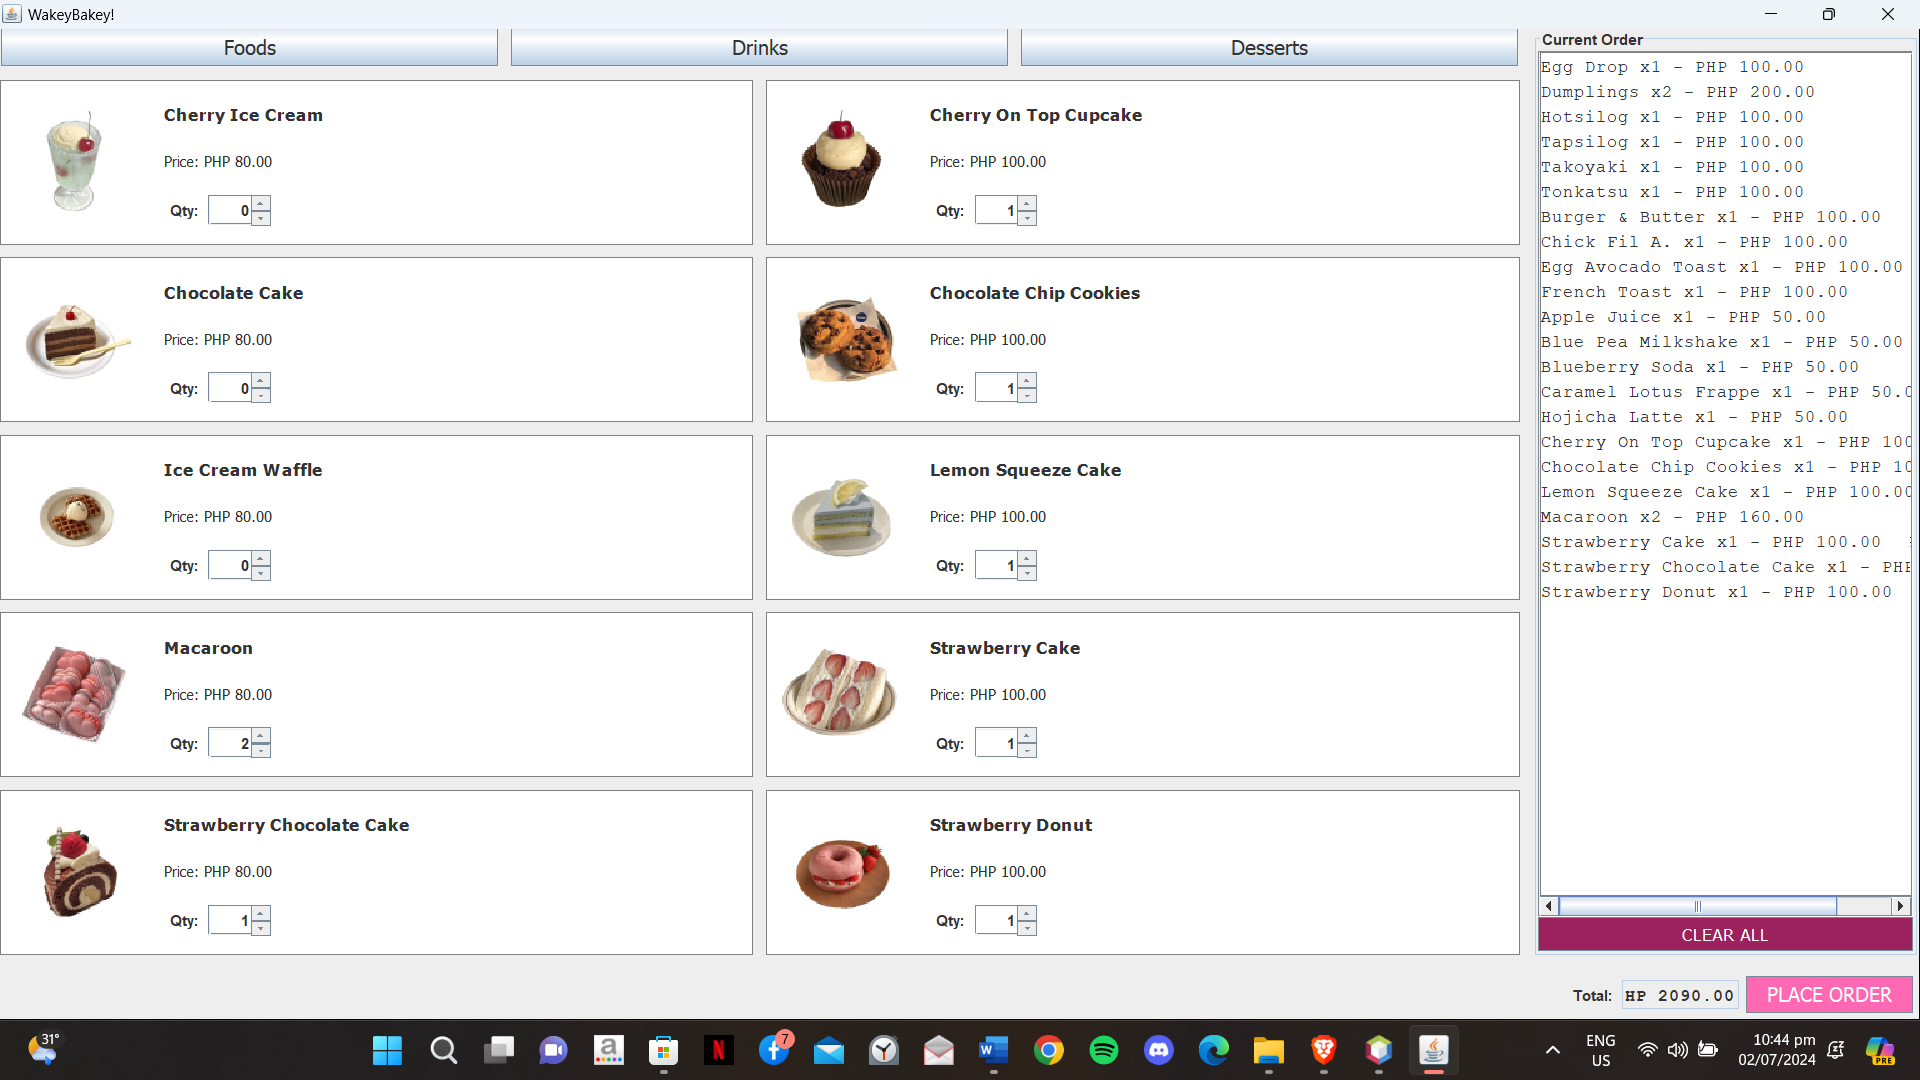 WakeyBakey!
Foods
Drinks
Desserts
Cherry Ice Cream
Price: PHP 80.00
Qty: 0
Cherry On Top Cupcake
Price: PHP 100.00
Qty: 1
Chocolate Cake
Price: PHP 80.00
Qty: 0
Chocolate Chip Cookies
Price: PHP 100.00
Qty: 1
Ice Cream Waffle
Price: PHP 80.00
Qty: 0
Lemon Squeeze Cake
Price: PHP 100.00
Qty: 1
Macaroon
Price: PHP 80.00
Qty: 2
Strawberry Cake
Price: PHP 100.00
Qty: 1
Strawberry Chocolate Cake
Price: PHP 80.00
Qty: 1
Strawberry Donut
Price: PHP 100.00
Qty: 1
Current Order
Egg Drop x1 - PHP 100.00
Dumplings x2 - PHP 200.00
Hotsilog x1 - PHP 100.00
Tapsilog x1 - PHP 100.00
Takoyaki x1 - PHP 100.00
Tonkatsu x1 - PHP 100.00
Burger & Butter x1 - PHP 100.00
Chick Fil A. x1 - PHP 100.00
Egg Avocado Toast x1 - PHP 100.00
French Toast x1 - PHP 100.00
Apple Juice x1 - PHP 50.00
Blue Pea Milkshake x1 - PHP 50.00
Blueberry Soda x1 - PHP 50.00
Caramel Lotus Frappe x1 - PHP 50.0
Hojicha Latte x1 - PHP 50.00
Cherry On Top Cupcake x1 - PHP 100
Chocolate Chip Cookies x1 - PHP 10
Lemon Squeeze Cake x1 - PHP 100.00
Macaroon x2 - PHP 160.00
Strawberry Cake x1 - PHP 100.00
Strawberry Chocolate Cake x1 - PHP
Strawberry Donut x1 - PHP 100.00
CLEAR ALL
Total: HP 2090.00
PLACE ORDER
31°
7
ENG
US
10:44 pm
02/07/2024
PRE